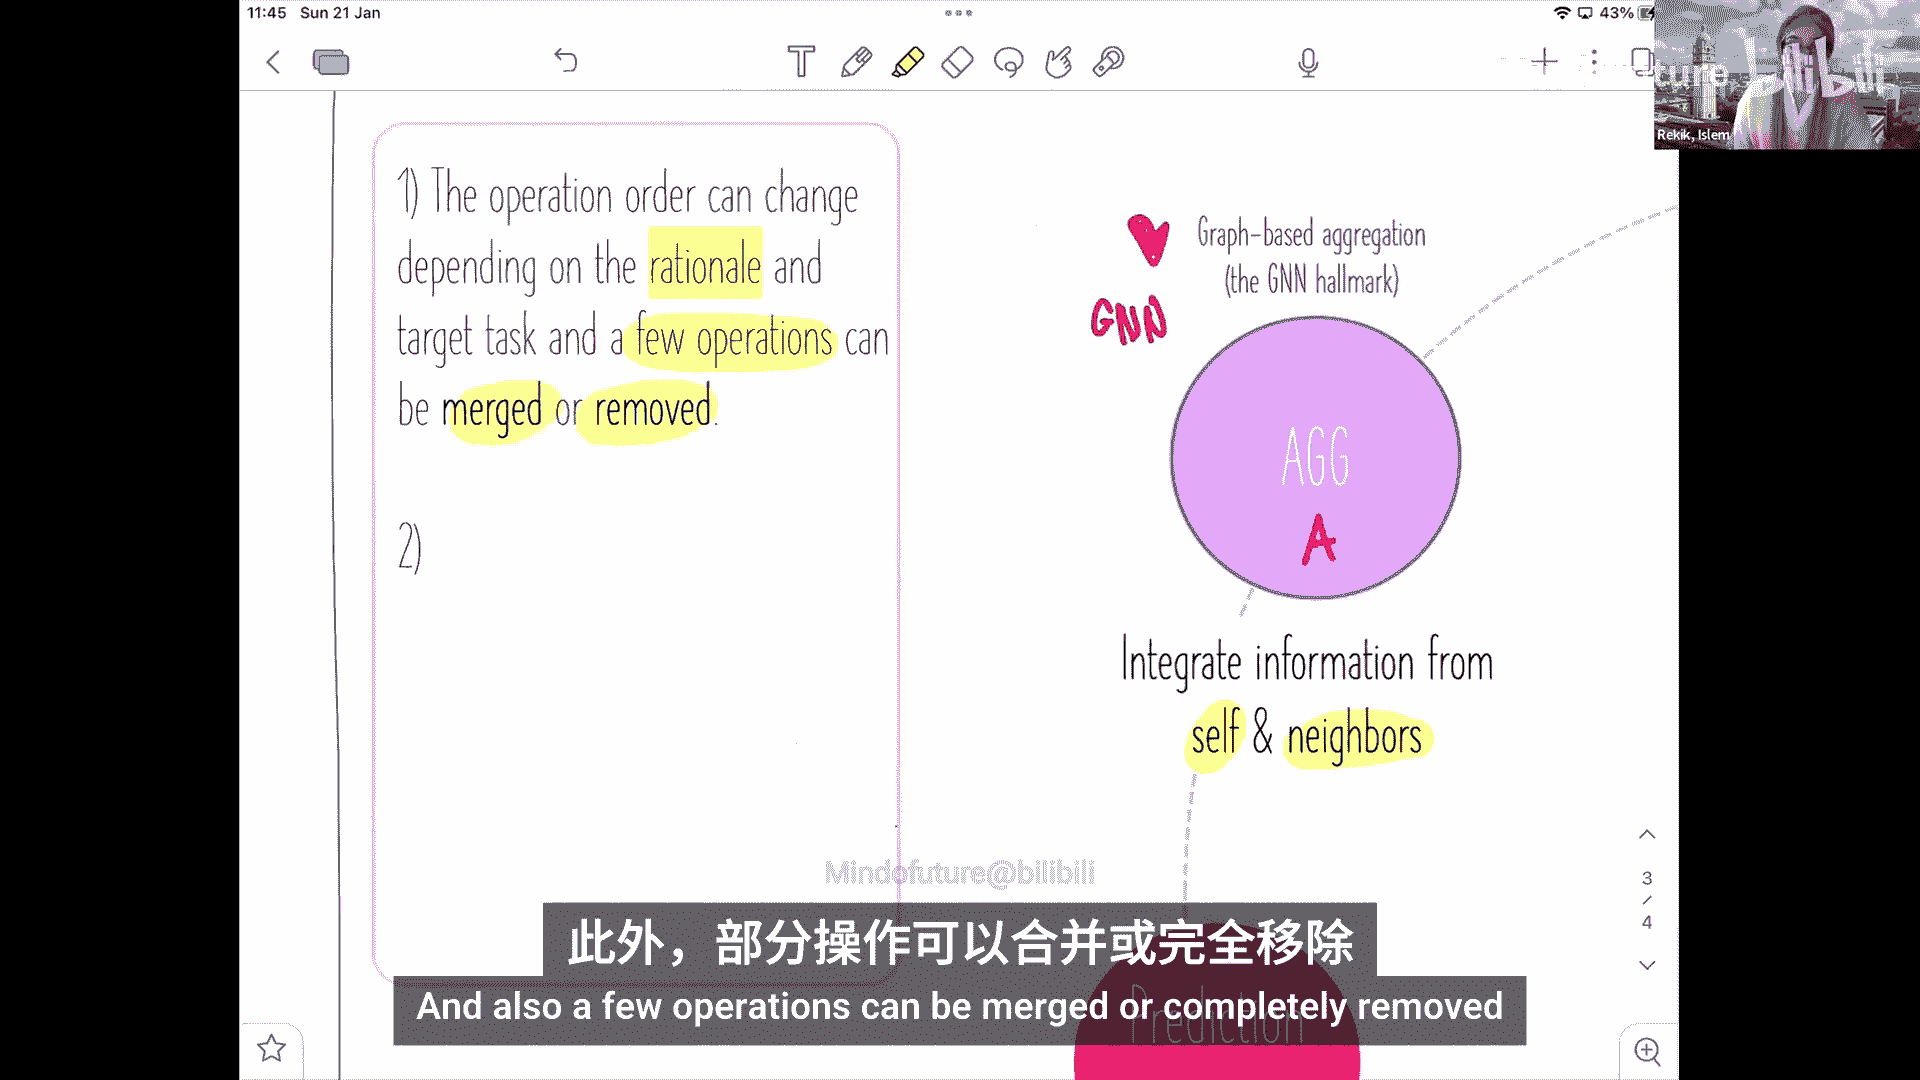 11:45 Sun 21 Jan
43%
T
Rekik, Islem
1) The operation order can change
depending on the rationale and
target task and a few operations can
be merged or removed.
2)
Graph-based aggregation
(the GNN hallmark)
GNN
AGG
A
Integrate information from
self & neighbors
3
4
Mindofuture@bilibili
Prediction
此外，部分操作可以合并或完全移除
And also a few operations can be merged or completely removed